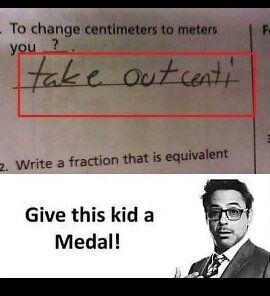 To change centimeters to meters
you ? .
take out centi
2. Write a fraction that is equivalent
Give this kid a
Medal!